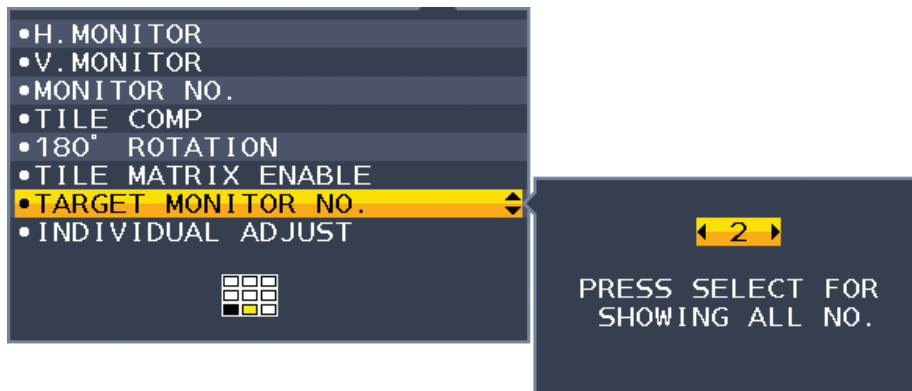 •H.MONITOR
•V.MONITOR
•MONITOR NO.
•TILE COMP
•180° ROTATION
•TILE MATRIX ENABLE
•TARGET MONITOR NO.
•INDIVIDUAL ADJUST
2
PRESS SELECT FOR
SHOWING ALL NO.